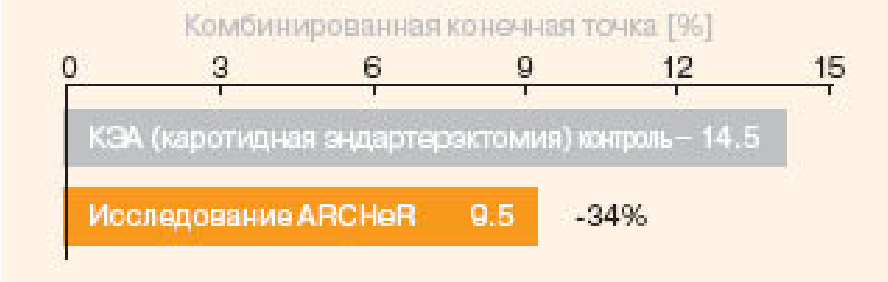 Комбинированная конечная точка [%]
0 3 6 9 12 15
КЭА (каротидная эндартерэктомия) контроль – 14.5
Исследование ARCHeR 9.5 -34%